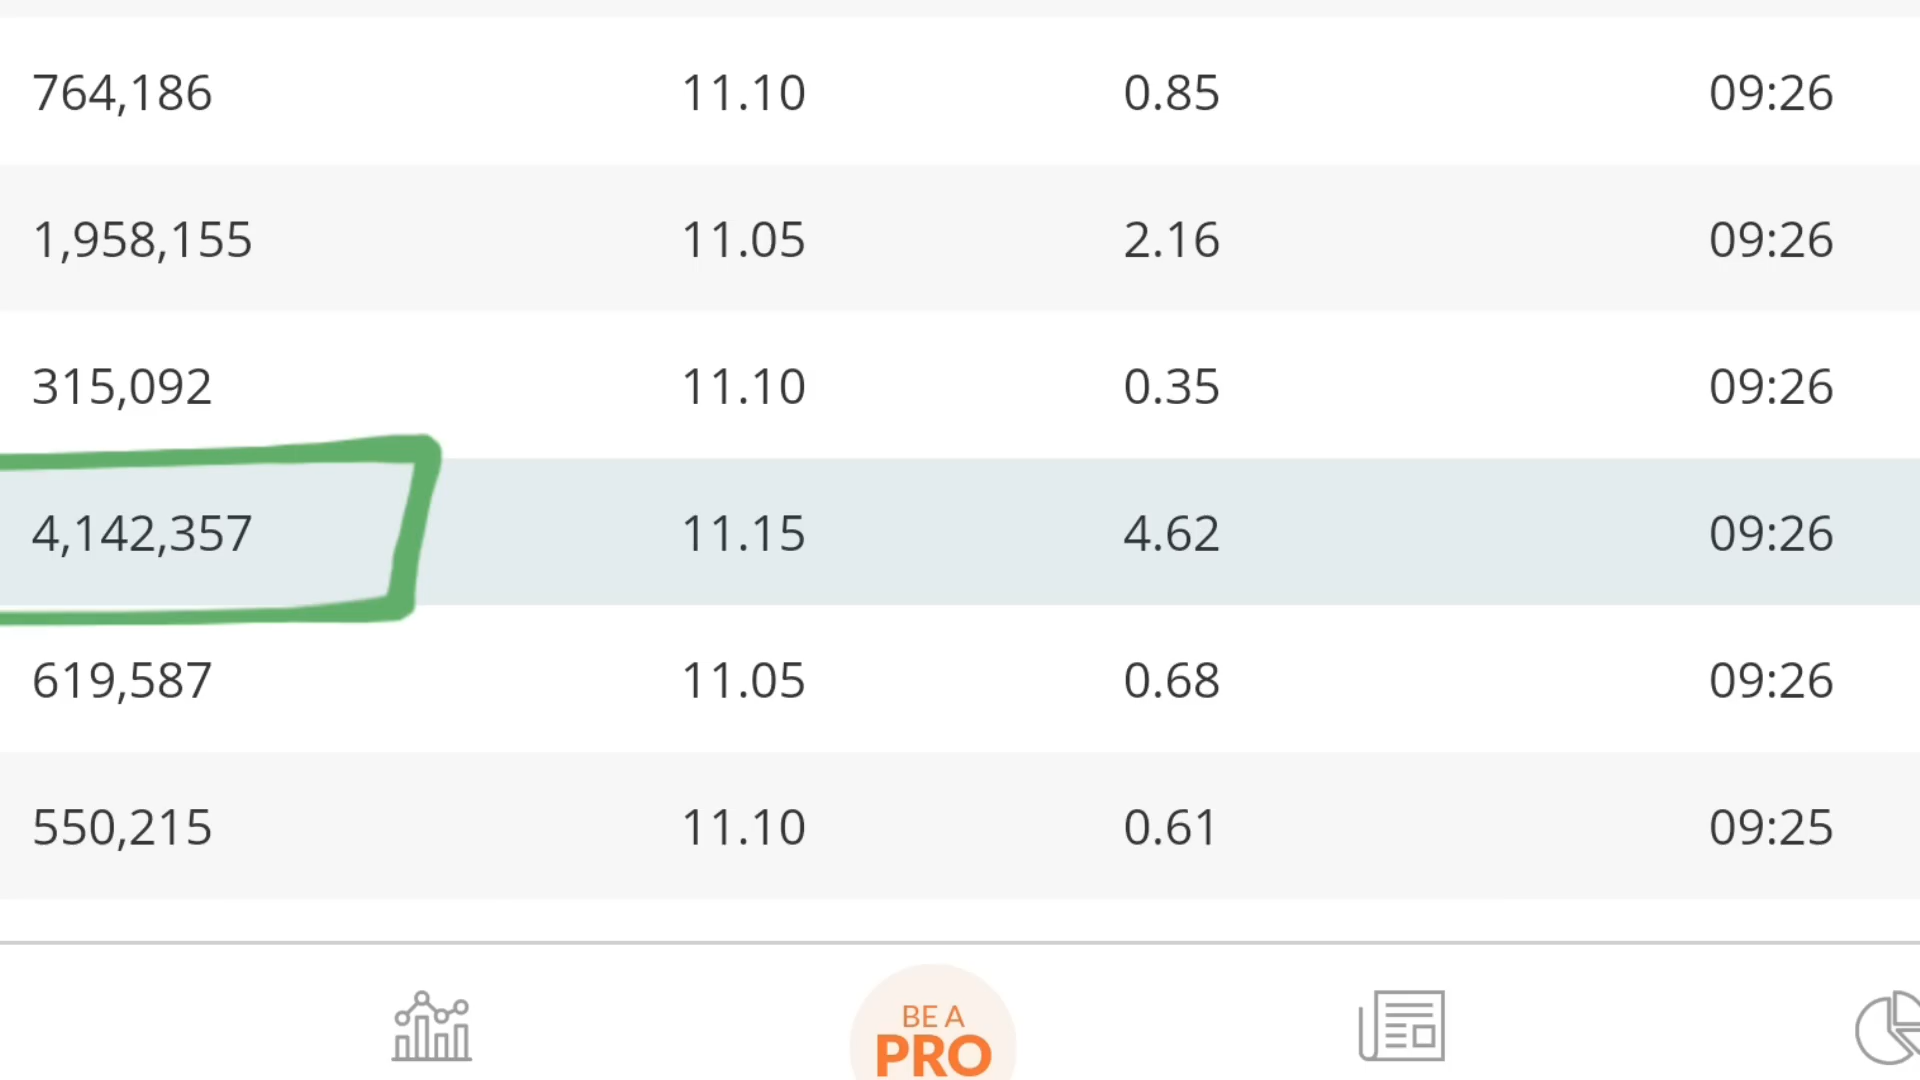 764,186 11.10 0.85 09:26
1,958,155 11.05 2.16 09:26
315,092 11.10 0.35 09:26
4,142,357 11.15 4.62 09:26
619,587 11.05 0.68 09:26
550,215 11.10 0.61 09:25
BE A
PRO